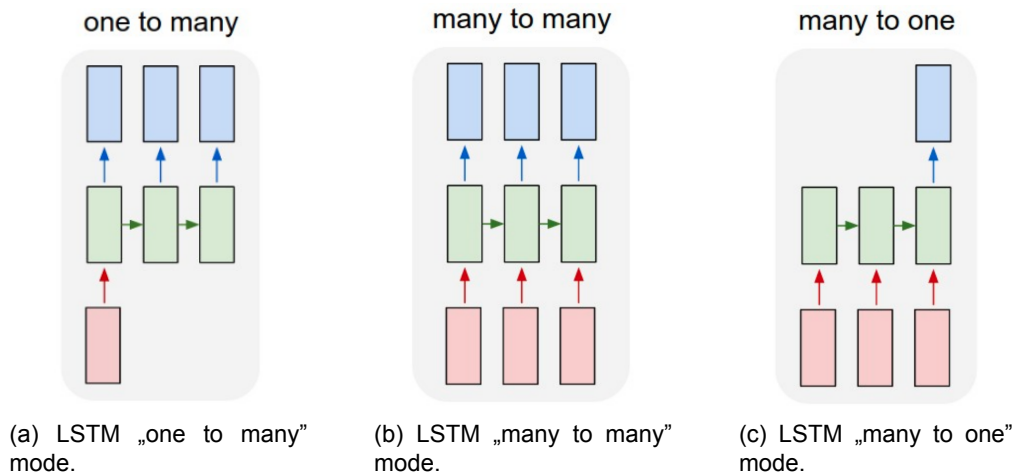 one to many
many to many
many to one
(a) LSTM „one to many”
mode.
(b) LSTM „many to many”
mode.
(c) LSTM „many to one”
mode.